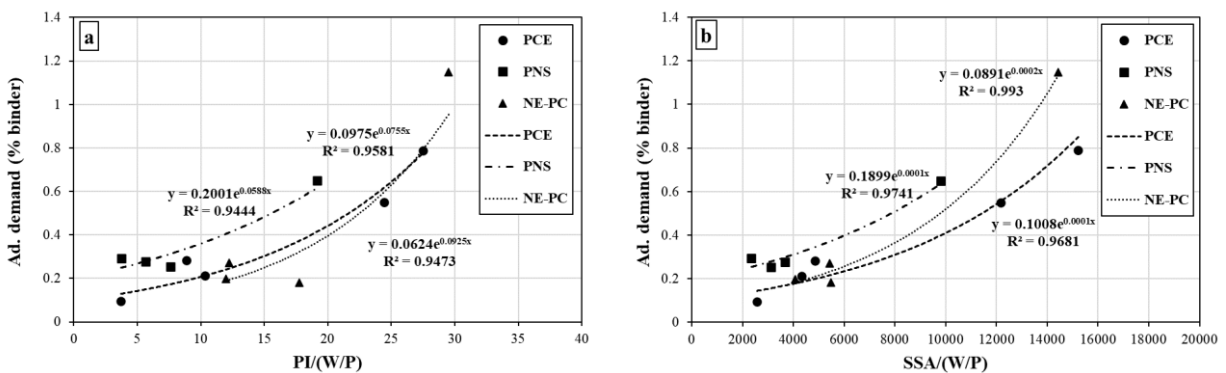 a
Ad. demand (% binder)
1.4
1.2
1
0.8
0.6
0.4
0.2
0
0
5
10
15
20
25
30
35
40
PI/(W/P)
y = 0.0975e^0.0755x
R² = 0.9581
y = 0.2001e^0.0588x
R² = 0.9444
y = 0.0624e^0.0925x
R² = 0.9473
PCE
PNS
NE-PC
PCE
PNS
NE-PC
b
Ad. demand (% binder)
1.4
1.2
1
0.8
0.6
0.4
0.2
0
0
2000
4000
6000
8000
10000
12000
14000
16000
18000
20000
SSA/(W/P)
y = 0.0891e^0.0002x
R² = 0.993
y = 0.1899e^0.0001x
R² = 0.9741
y = 0.1008e^0.0001x
R² = 0.9681
PCE
PNS
NE-PC
PCE
PNS
NE-PC